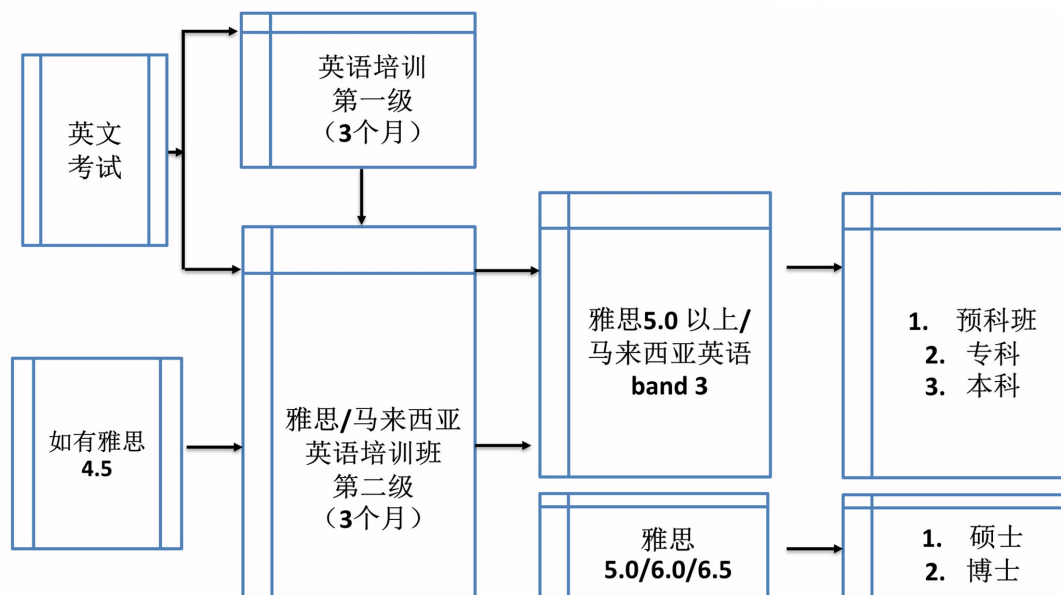 英文
考试
英语培训
第一级
（3个月）
如有雅思
4.5
雅思/马来西亚
英语培训班
第二级
（3个月）
雅思5.0 以上/
马来西亚英语
band 3
1. 预科班
2. 专科
3. 本科
雅思
5.0/6.0/6.5
1. 硕士
2. 博士